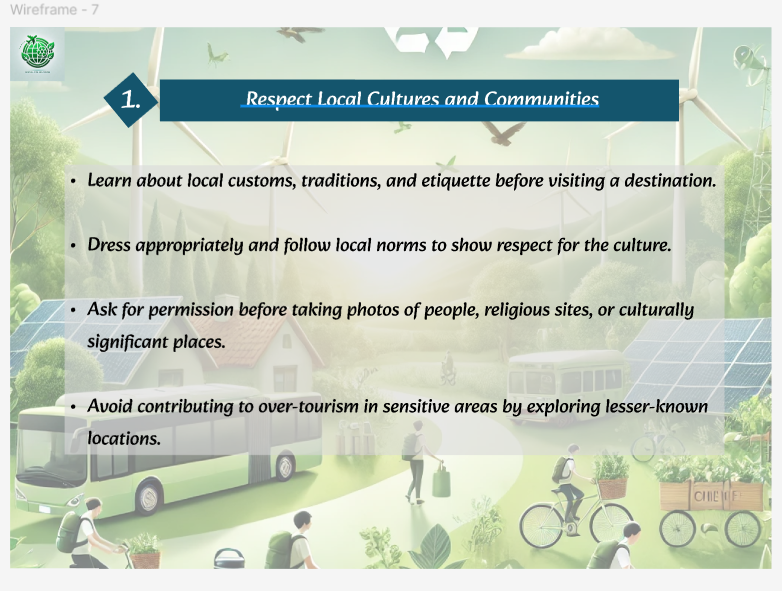 Wireframe - 7
1.
Respect Local Cultures and Communities
• Learn about local customs, traditions, and etiquette before visiting a destination.
• Dress appropriately and follow local norms to show respect for the culture.
• Ask for permission before taking photos of people, religious sites, or culturally
significant places.
• Avoid contributing to over-tourism in sensitive areas by exploring lesser-known
locations.